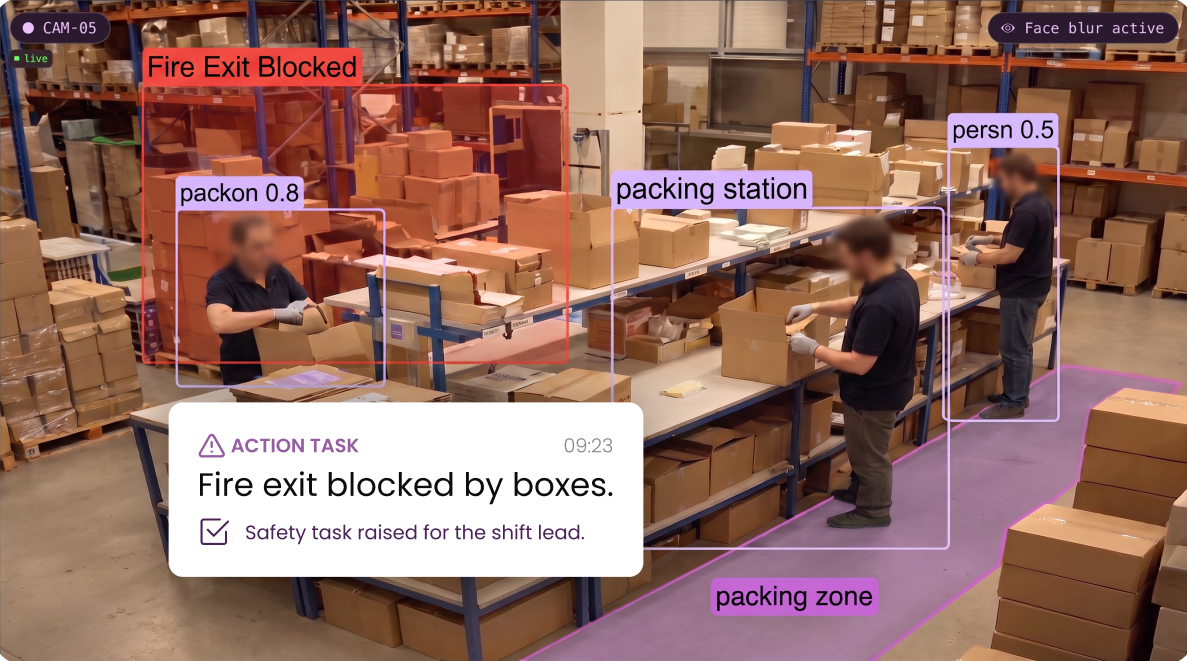 CAM-05
live
Face blur active
Fire Exit Blocked
persn 0.5
packon 0.8
packing station
ACTION TASK
09:23
Fire exit blocked by boxes.
Safety task raised for the shift lead.
packing zone